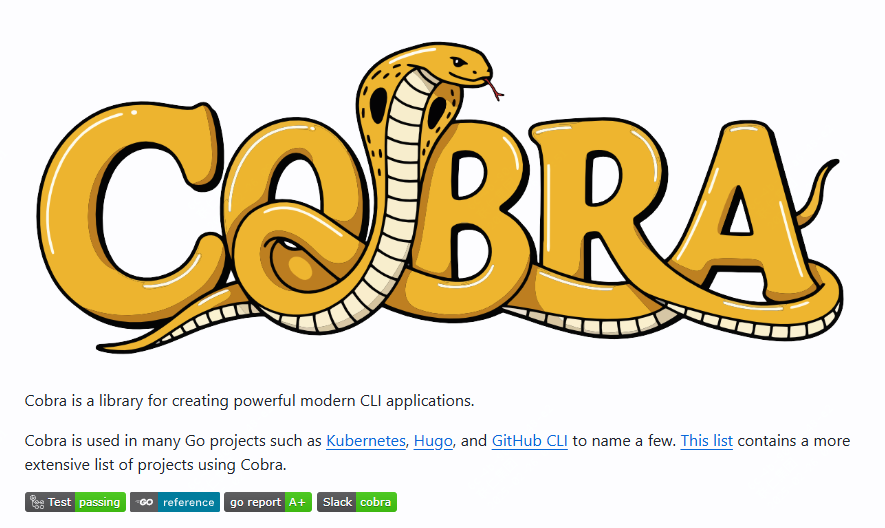 COBRA
Cobra is a library for creating powerful modern CLI applications.
Cobra is used in many Go projects such as Kubernetes, Hugo, and GitHub CLI to name a few. This list contains a more
extensive list of projects using Cobra.
Test passing GO reference go report A+ Slack cobra